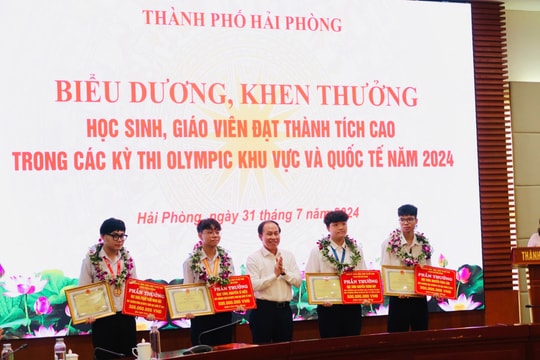 THÀNH PHỐ HẢI PHÒNG
BIỂU DƯƠNG, KHEN THƯỞNG
HỌC SINH, GIÁO VIÊN ĐẠT THÀNH TÍCH CAO
TRONG CÁC KỲ THI OLYMPIC KHU VỰC VÀ QUỐC TẾ NĂM 2024
Hải Phòng, ngày 31 tháng 7 năm 2024
PHẦN THƯỞNG
PHẦN THƯỞNG
PHẦN THƯỞNG
PHẦN THƯỞNG
THÀNH